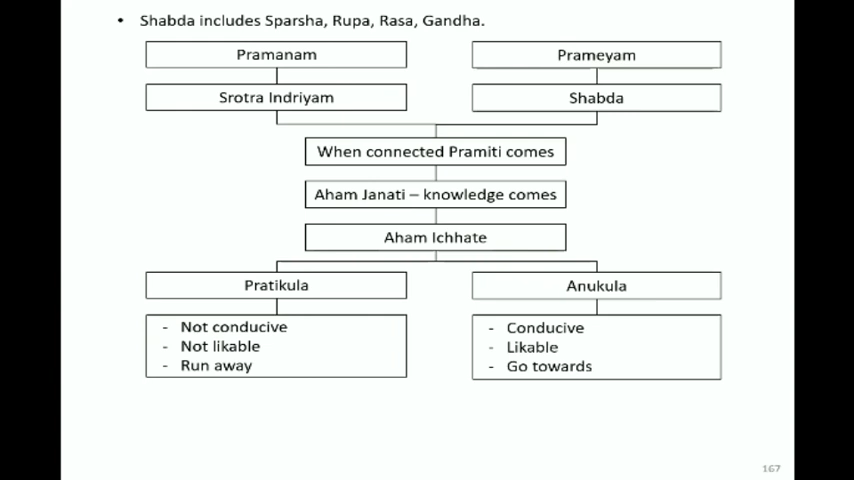 • Shabda includes Sparsha, Rupa, Rasa, Gandha.
Pramanam
Prameyam
Srotra Indriyam
Shabda
When connected Pramiti comes
Aham Janati – knowledge comes
Aham Ichhate
Pratikula
Anukula
- Not conducive
- Not likable
- Run away
- Conducive
- Likable
- Go towards
167